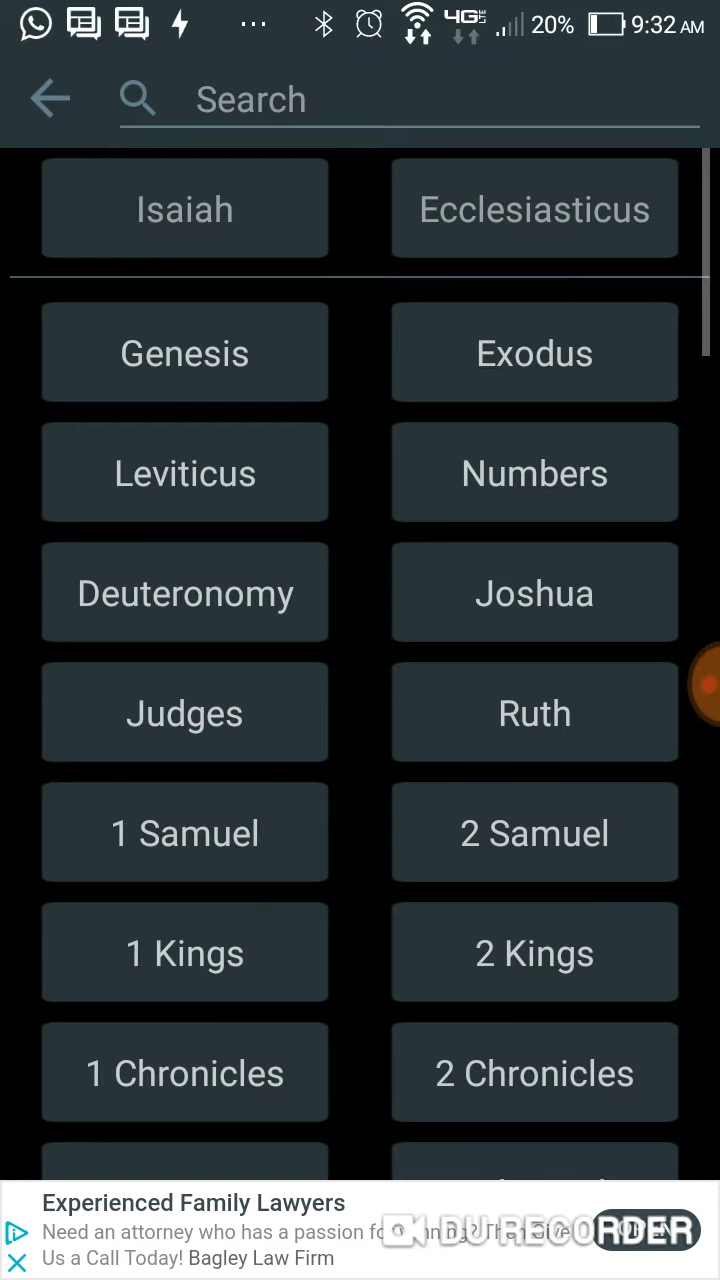 ... 4G LTE 20% 9:32 AM
Search
Isaiah Ecclesiasticus
Genesis Exodus
Leviticus Numbers
Deuteronomy Joshua
Judges Ruth
1 Samuel 2 Samuel
1 Kings 2 Kings
1 Chronicles 2 Chronicles
Experienced Family Lawyers
Need an attorney who has a passion
Us a Call Today! Bagley Law Firm
DU RECORDER